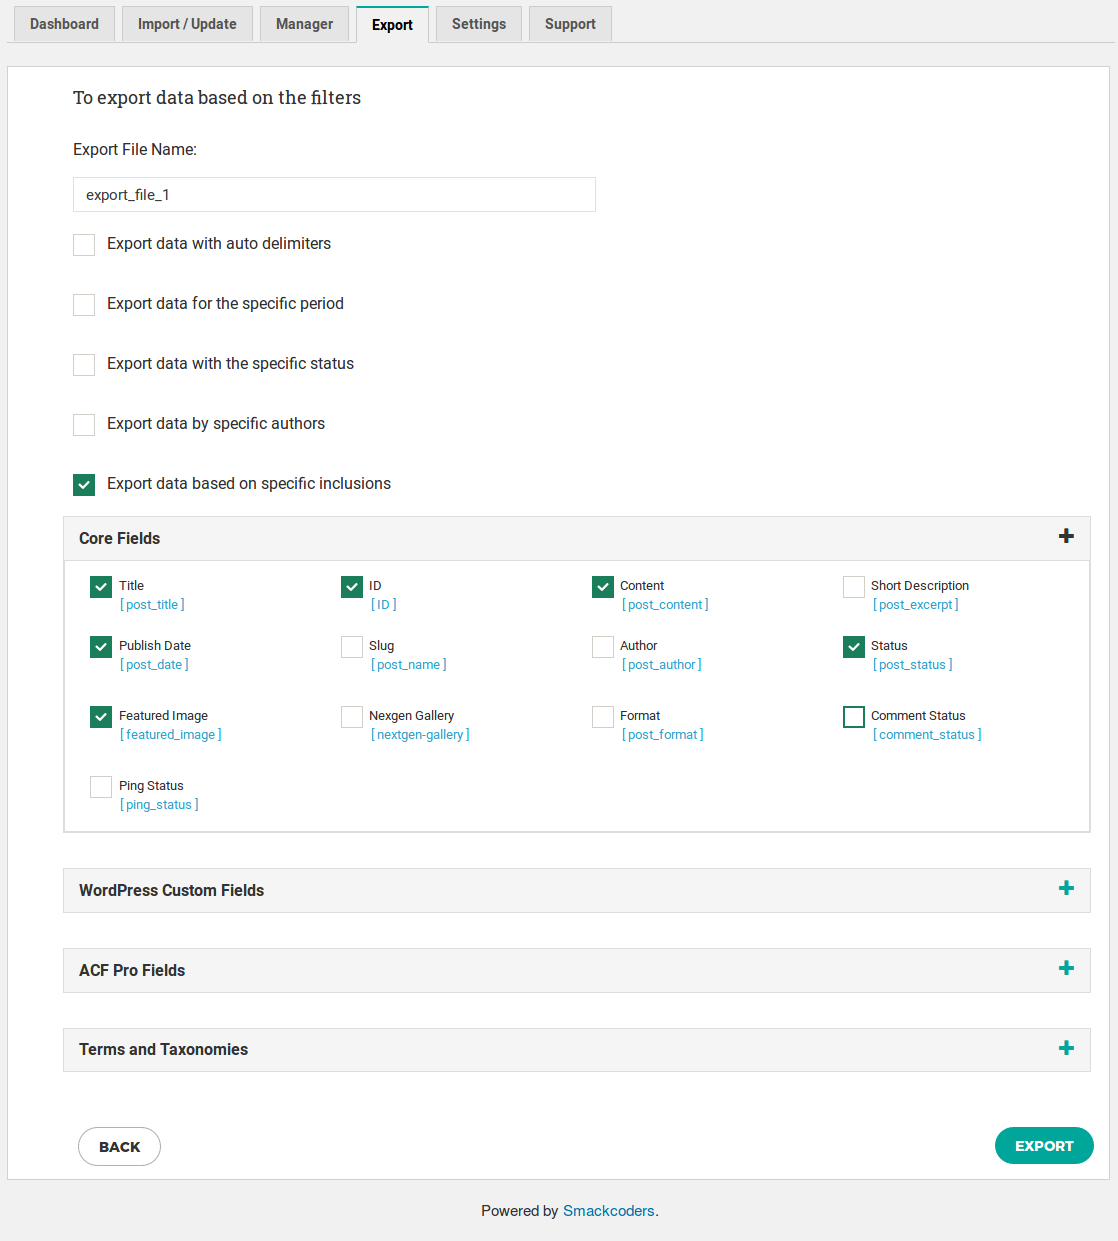 Dashboard Import / Update Manager Export Settings Support
To export data based on the filters
Export File Name:
export_file_1
Export data with auto delimiters
Export data for the specific period
Export data with the specific status
Export data by specific authors
Export data based on specific inclusions
Core Fields
Title ID Content Short Description
[ post_title ] [ ID ] [ post_content ] [ post_excerpt ]
Publish Date Slug Author Status
[ post_date ] [ post_name ] [ post_author ] [ post_status ]
Featured Image Nexgen Gallery Format Comment Status
[ featured_image ] [ nextgen-gallery ] [ post_format ] [ comment_status ]
Ping Status
[ ping_status ]
WordPress Custom Fields
ACF Pro Fields
Terms and Taxonomies
BACK EXPORT
Powered by Smackcoders.